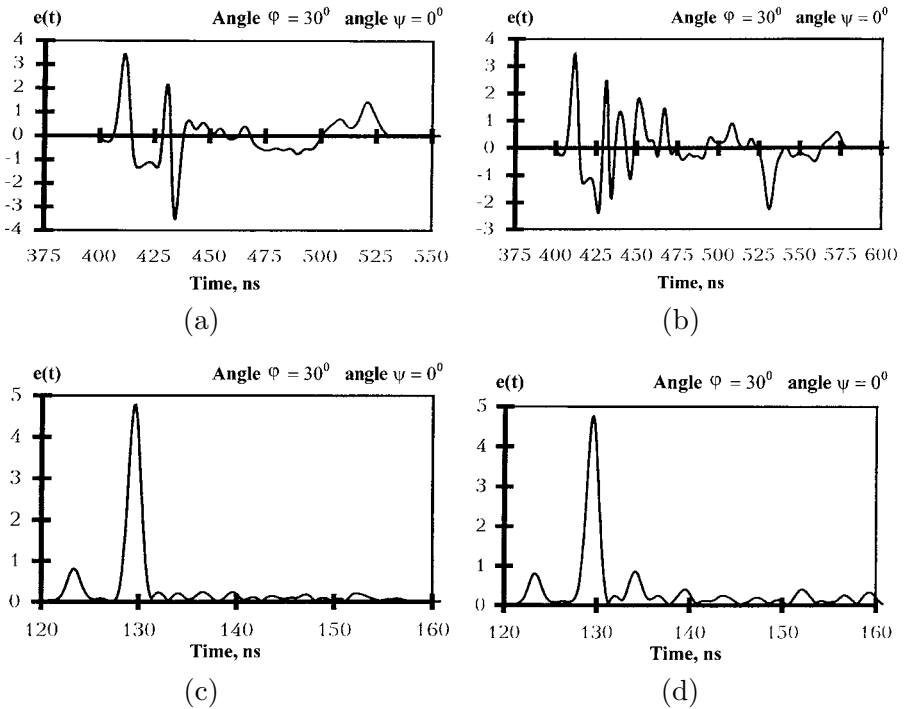 e(t) Angle φ = 30⁰ angle ψ = 0⁰
4
3
2
1
0
-1
-2
-3
-4
375 400 425 450 475 500 525 550
Time, ns
(a)
e(t) Angle φ = 30⁰ angle ψ = 0⁰
4
3
2
1
0
-1
-2
-3
375 400 425 450 475 500 525 550 575 600
Time, ns
(b)
e(t) Angle φ = 30⁰ angle ψ = 0⁰
5
4
3
2
1
0
120 130 140 150 160
Time, ns
(c)
e(t) Angle φ = 30⁰ angle ψ = 0⁰
5
4
3
2
1
0
120 130 140 150 160
Time, ns
(d)